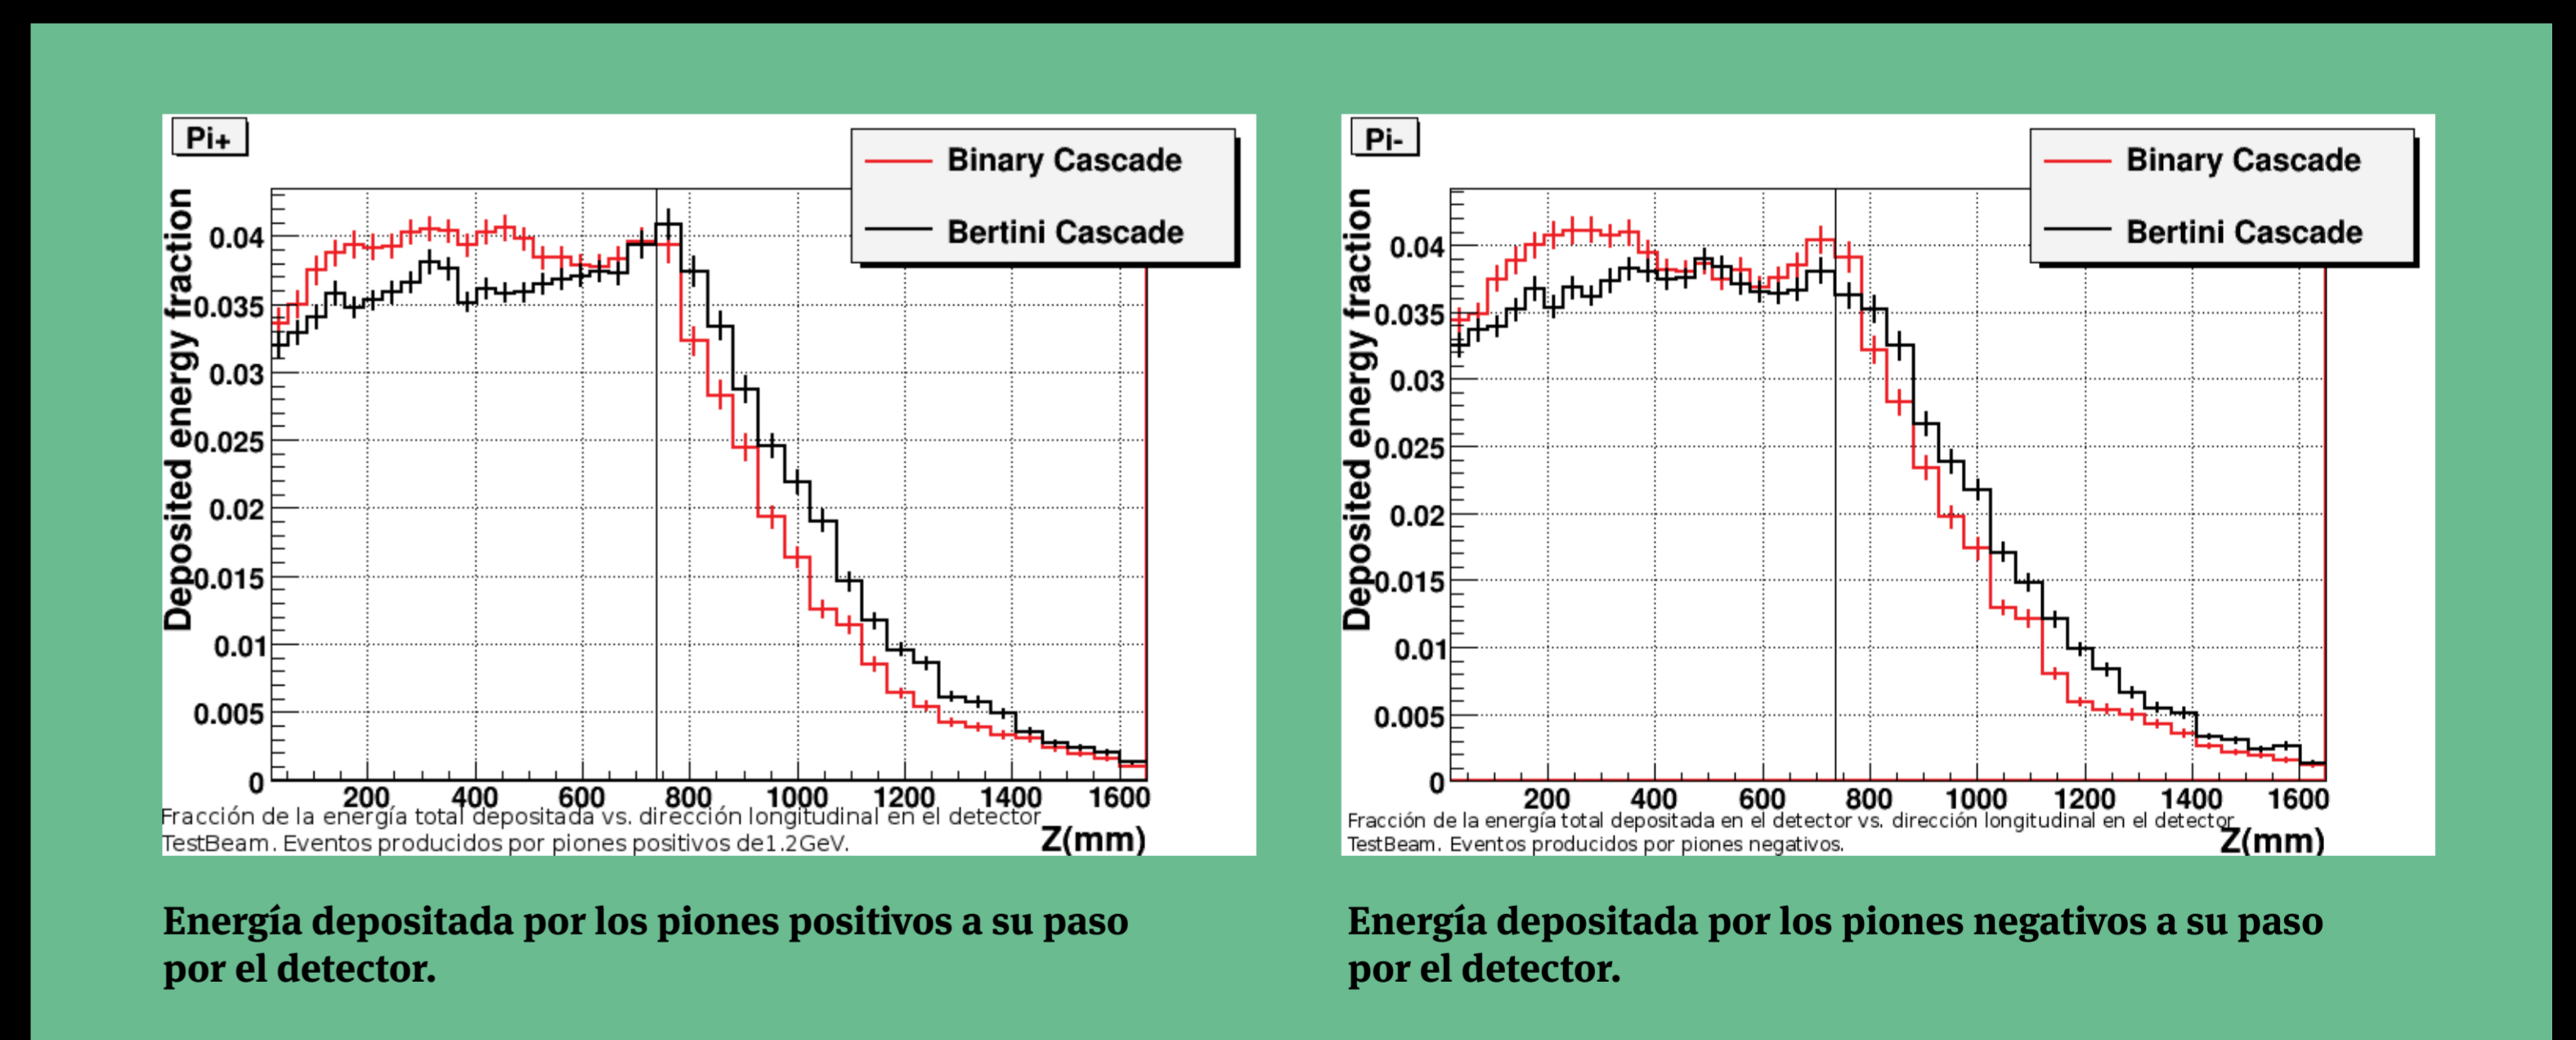 Pi+
Binary Cascade
Bertini Cascade
Deposited energy fraction
0.04
0.035
0.03
0.025
0.02
0.015
0.01
0.005
0
200 400 600 800 1000 1200 1400 1600
Fracción de la energía total depositada vs. dirección longitudinal en el detector
TestBeam. Eventos producidos por piones positivos de1.2GeV.
Z(mm)
Energía depositada por los piones positivos a su paso
por el detector.
Pi-
Binary Cascade
Bertini Cascade
Deposited energy fraction
0.04
0.035
0.03
0.025
0.02
0.015
0.01
0.005
0
200 400 600 800 1000 1200 1400 1600
Fracción de la energía total depositada en el detector vs. dirección longitudinal en el detector
TestBeam. Eventos producidos por piones negativos.
Z(mm)
Energía depositada por los piones negativos a su paso
por el detector.